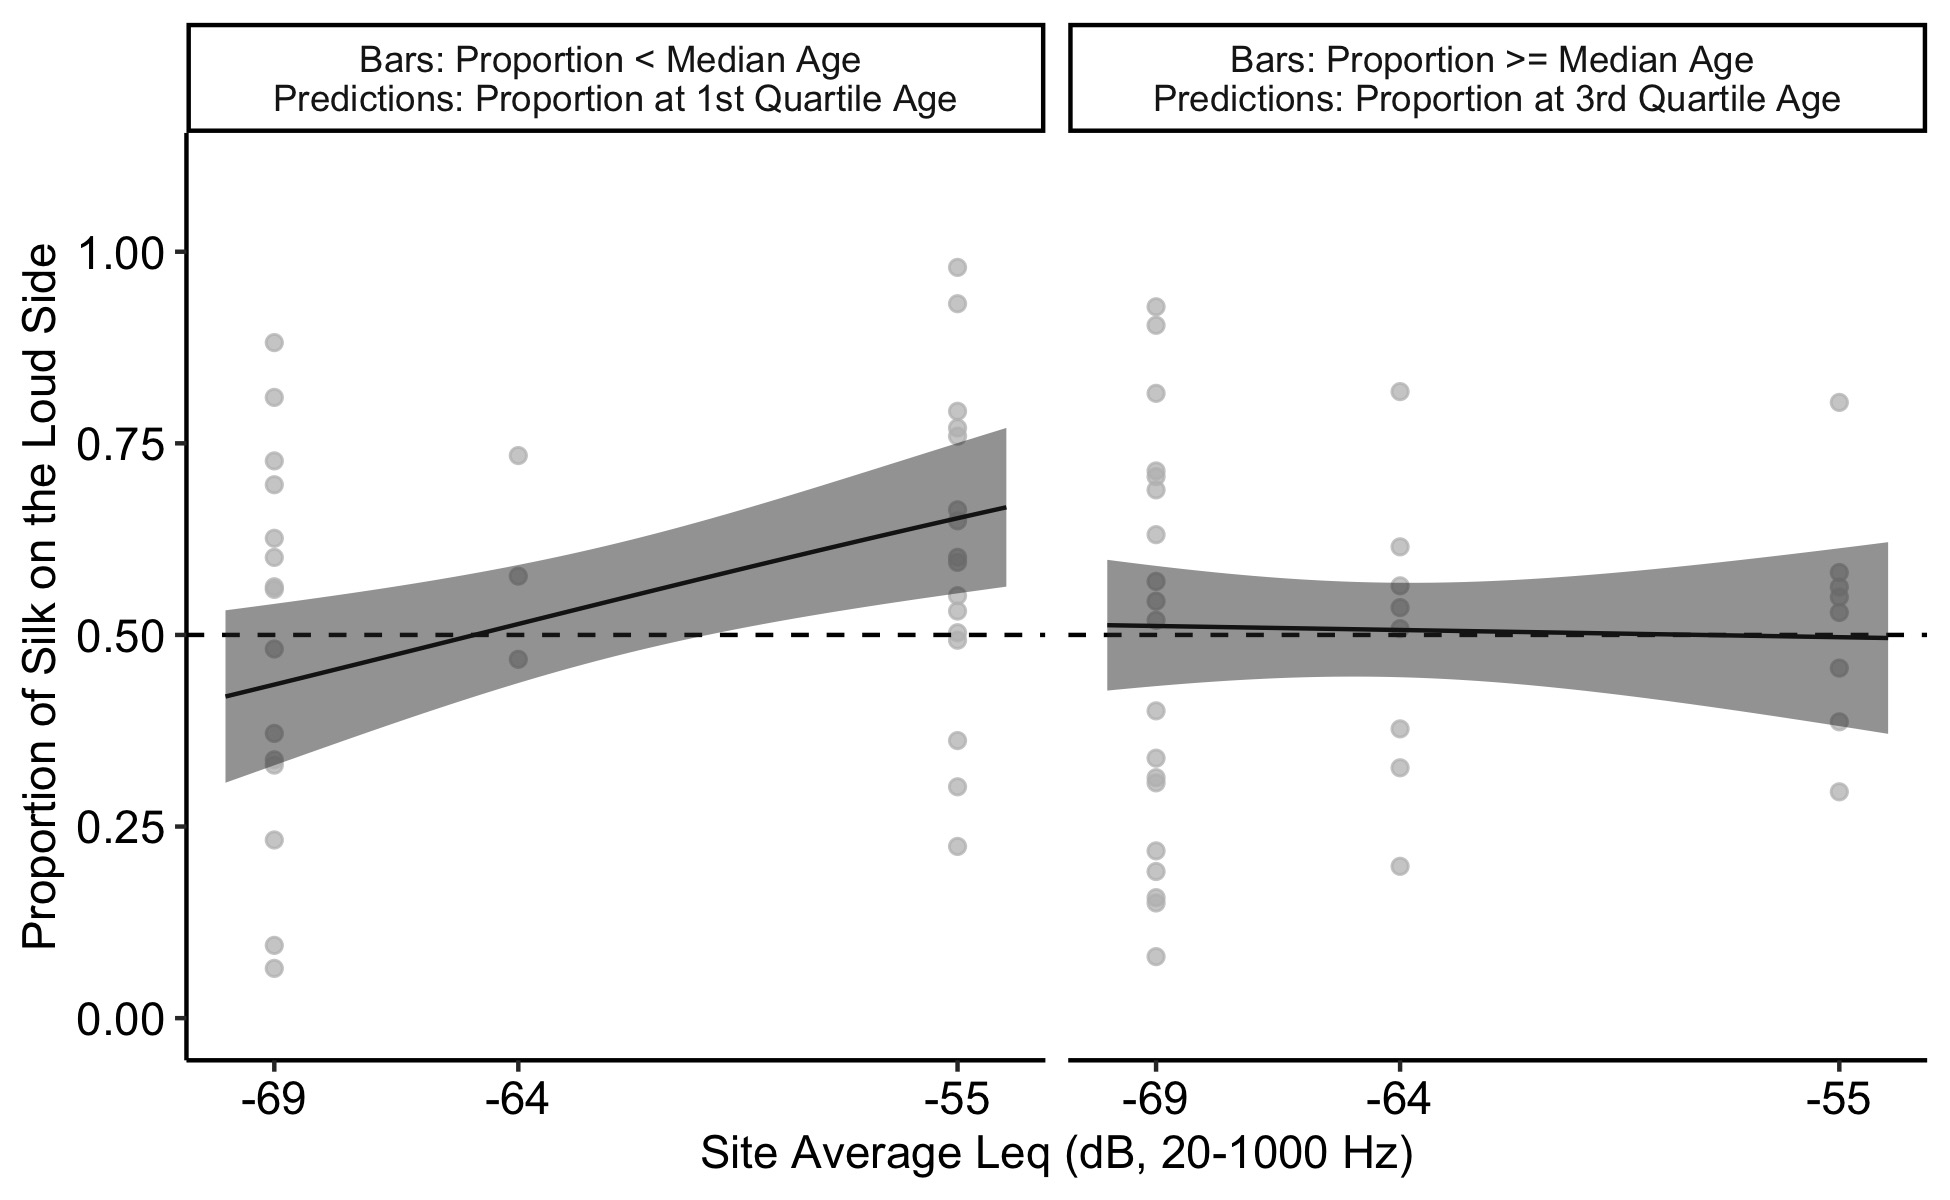 Bars: Proportion < Median Age
Predictions: Proportion at 1st Quartile Age
Bars: Proportion >= Median Age
Predictions: Proportion at 3rd Quartile Age
Proportion of Silk on the Loud Side
1.00
0.75
0.50
0.25
0.00
-69 -64 -55
-69 -64 -55
Site Average Leq (dB, 20-1000 Hz)